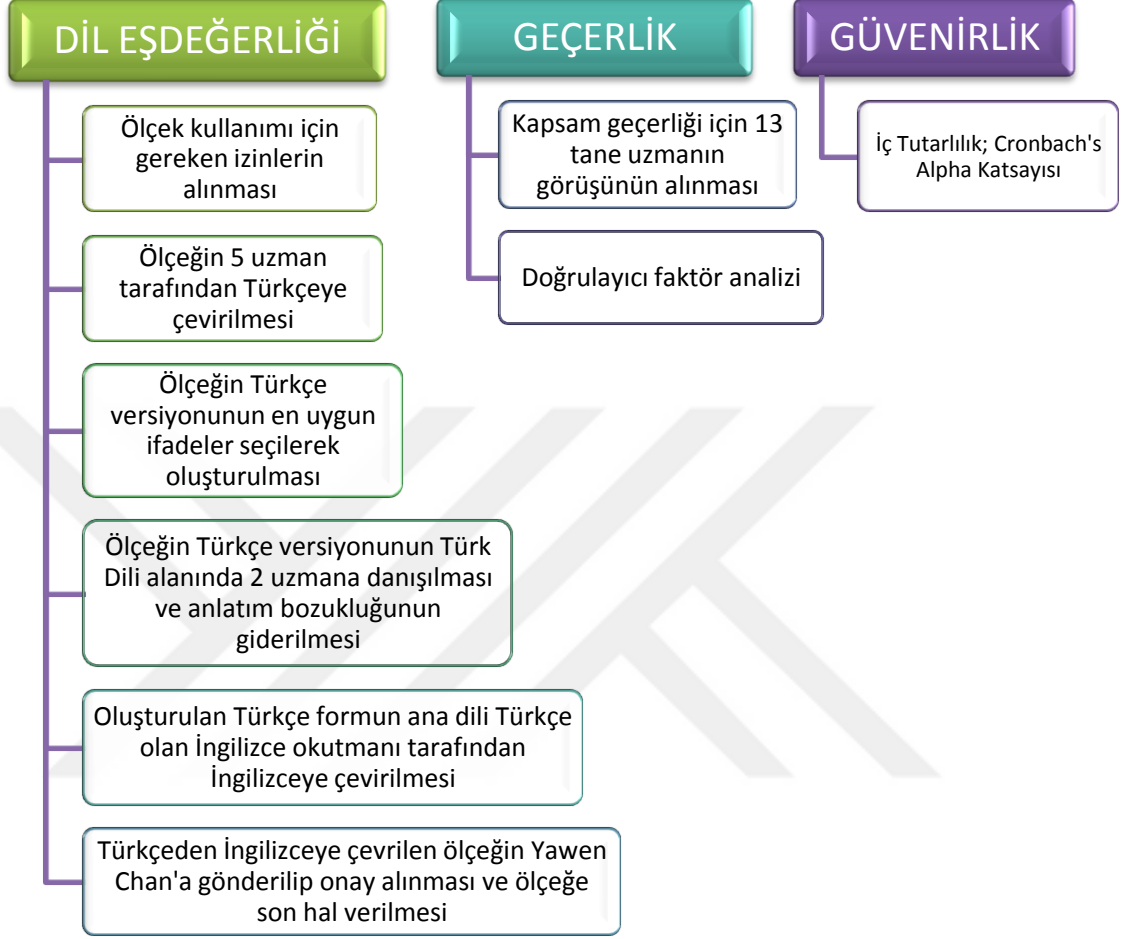 DİL EŞDEĞERLİĞİ
Ölçek kullanımı için
gereken izinlerin
alınması
Ölçeğin 5 uzman
tarafından Türkçeye
çevirilmesi
Ölçeğin Türkçe
versiyonunun en uygun
ifadeler seçilerek
oluşturulması
Ölçeğin Türkçe versiyonunun Türk
Dili alanında 2 uzmana danışılması
ve anlatım bozukluğunun
giderilmesi
Oluşturulan Türkçe formun ana dili Türkçe
olan İngilizce okutmanı tarafından
İngilizceye çevirilmesi
Türkçeden İngilizceye çevrilen ölçeğin Yawen
Chan'a gönderilip onay alınması ve ölçeğe
son hal verilmesi
GEÇERLİK
Kapsam geçerliği için 13
tane uzmanın
görüşünün alınması
Doğrulayıcı faktör analizi
GÜVENİRLİK
İç Tutarlılık; Cronbach's
Alpha Katsayısı